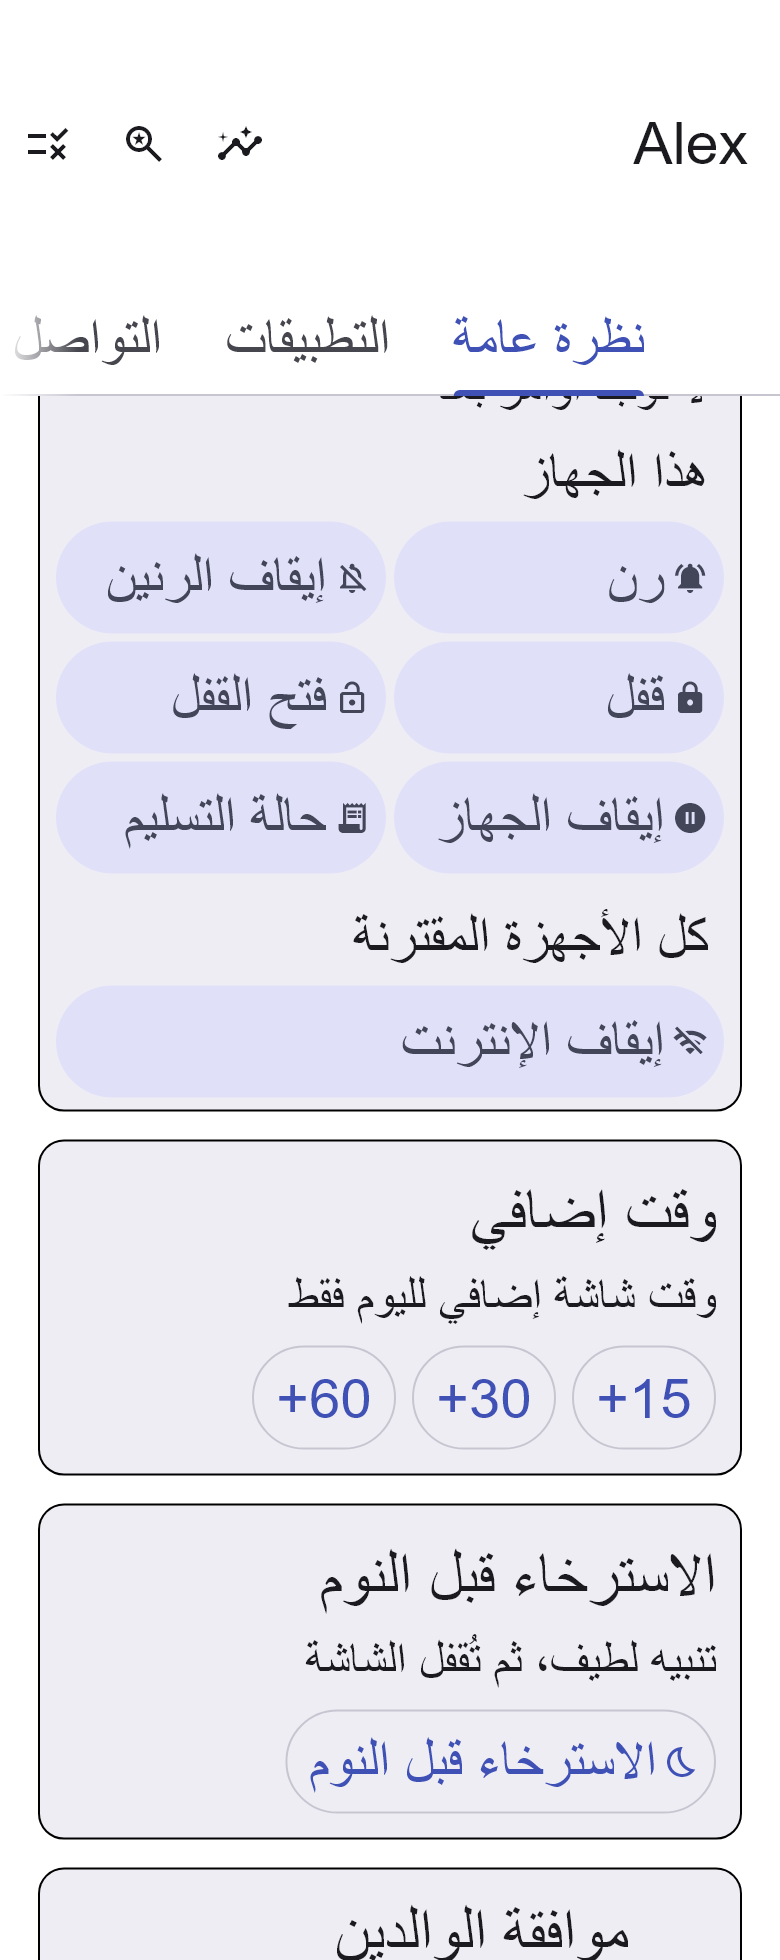 Alex
نظرة عامة
التطبيقات
التواصل
هذا الجهاز
رن
إيقاف الرنين
قفل
فتح القفل
إيقاف الجهاز
حالة التسليم
كل الأجهزة المقترنة
إيقاف الإنترنت
وقت إضافي
وقت شاشة إضافي لليوم فقط
+15
+30
+60
الاسترخاء قبل النوم
تنبيه لطيف، ثم تُقفل الشاشة
الاسترخاء قبل النوم
موافقة الوالدين